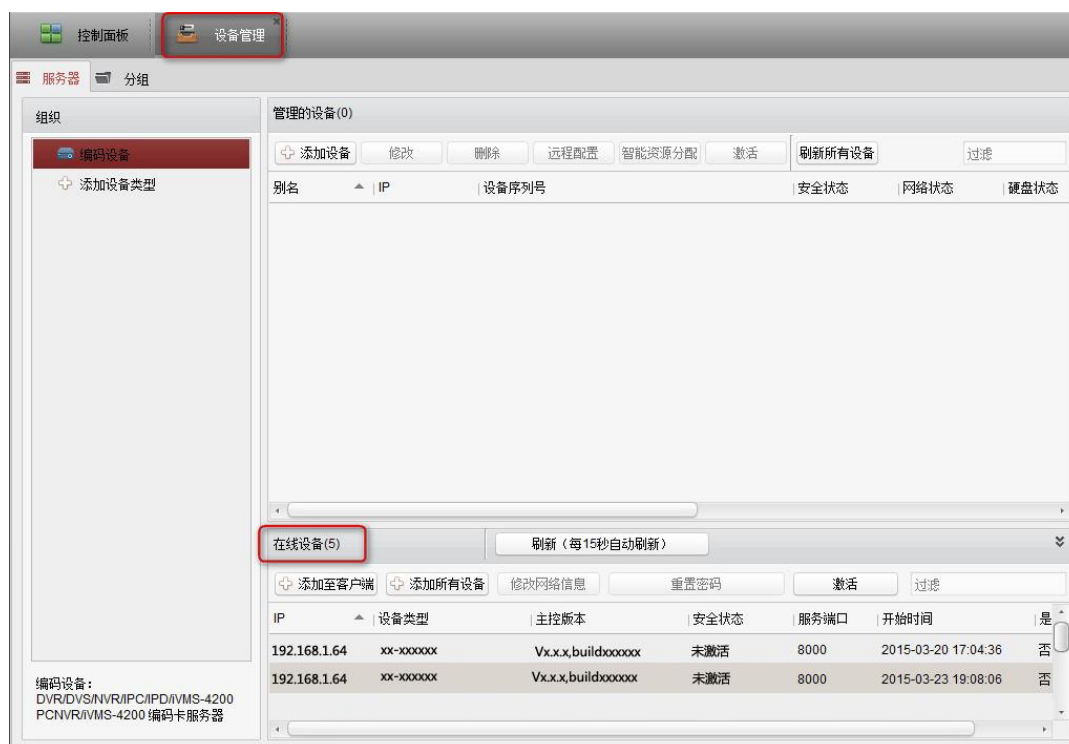 控制面板 设备管理
服务器 分组
组织
编码设备
添加设备类型
管理的设备(0)
添加设备 修改 删除 远程配置 智能资源分配 激活 刷新所有设备 过滤
别名 IP 设备序列号 安全状态 网络状态 硬盘状态
在线设备(5) 刷新（每15秒自动刷新）
添加至客户端 添加所有设备 修改网络信息 重置密码 激活 过滤
IP 设备类型 主控版本 安全状态 服务端口 开始时间 是
192.168.1.64 xx-xxxxxx Vx.x.x,buildxxxxxx 未激活 8000 2015-03-20 17:04:36 否
192.168.1.64 xx-xxxxxx Vx.x.x,buildxxxxxx 未激活 8000 2015-03-23 19:08:06 否
编码设备：
DVR/DVS/NVR/IPC/IPD/iVMS-4200
PCNVR/iVMS-4200 编码卡服务器